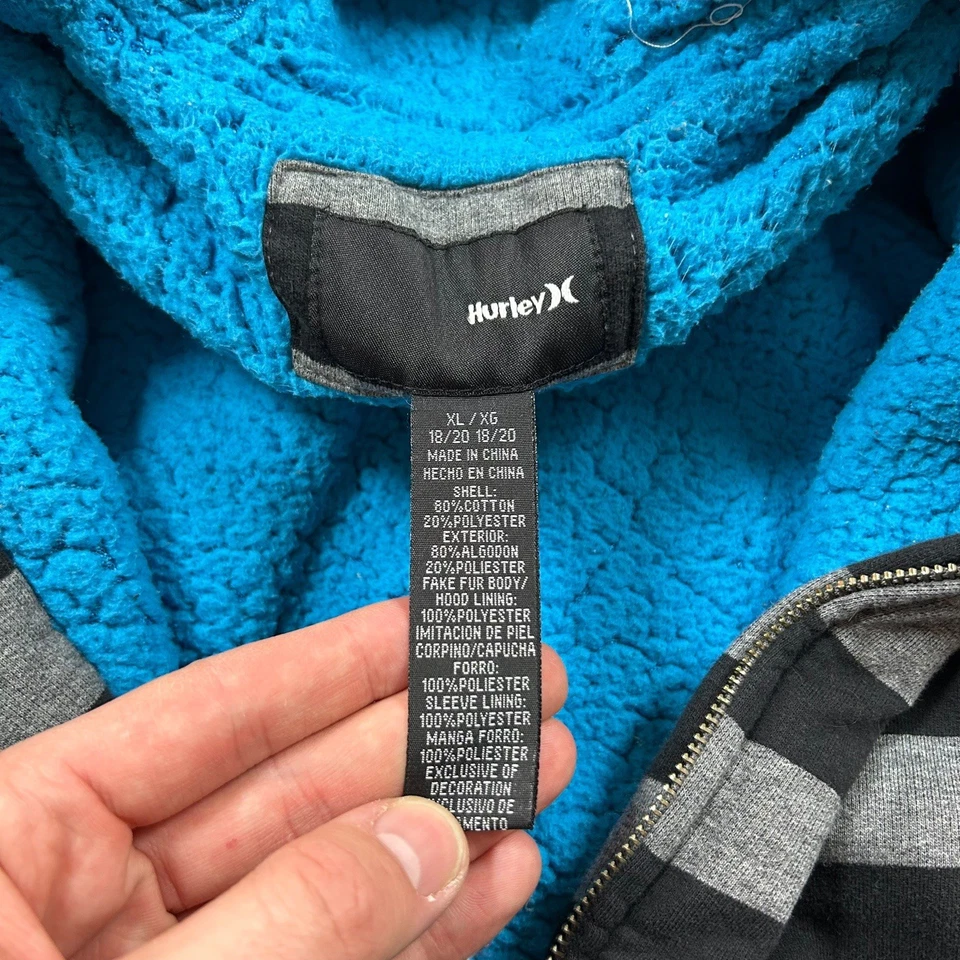 Hurley
XL / XG
18/20 18/20
MADE IN CHINA
HECHO EN CHINA
SHELL:
80%COTTON
20%POLYESTER
EXTERIOR:
80%ALGODON
20%POLIESTER
FAKE FUR BODY/
HOOD LINING:
100%POLYESTER
IMITACION DE PIEL
CORPINO/CAPUCHA
FORRO:
100%POLIESTER
SLEEVE LINING:
100%POLYESTER
MANGA FORRO:
100%POLIESTER
EXCLUSIVE OF
DECORATION
DE